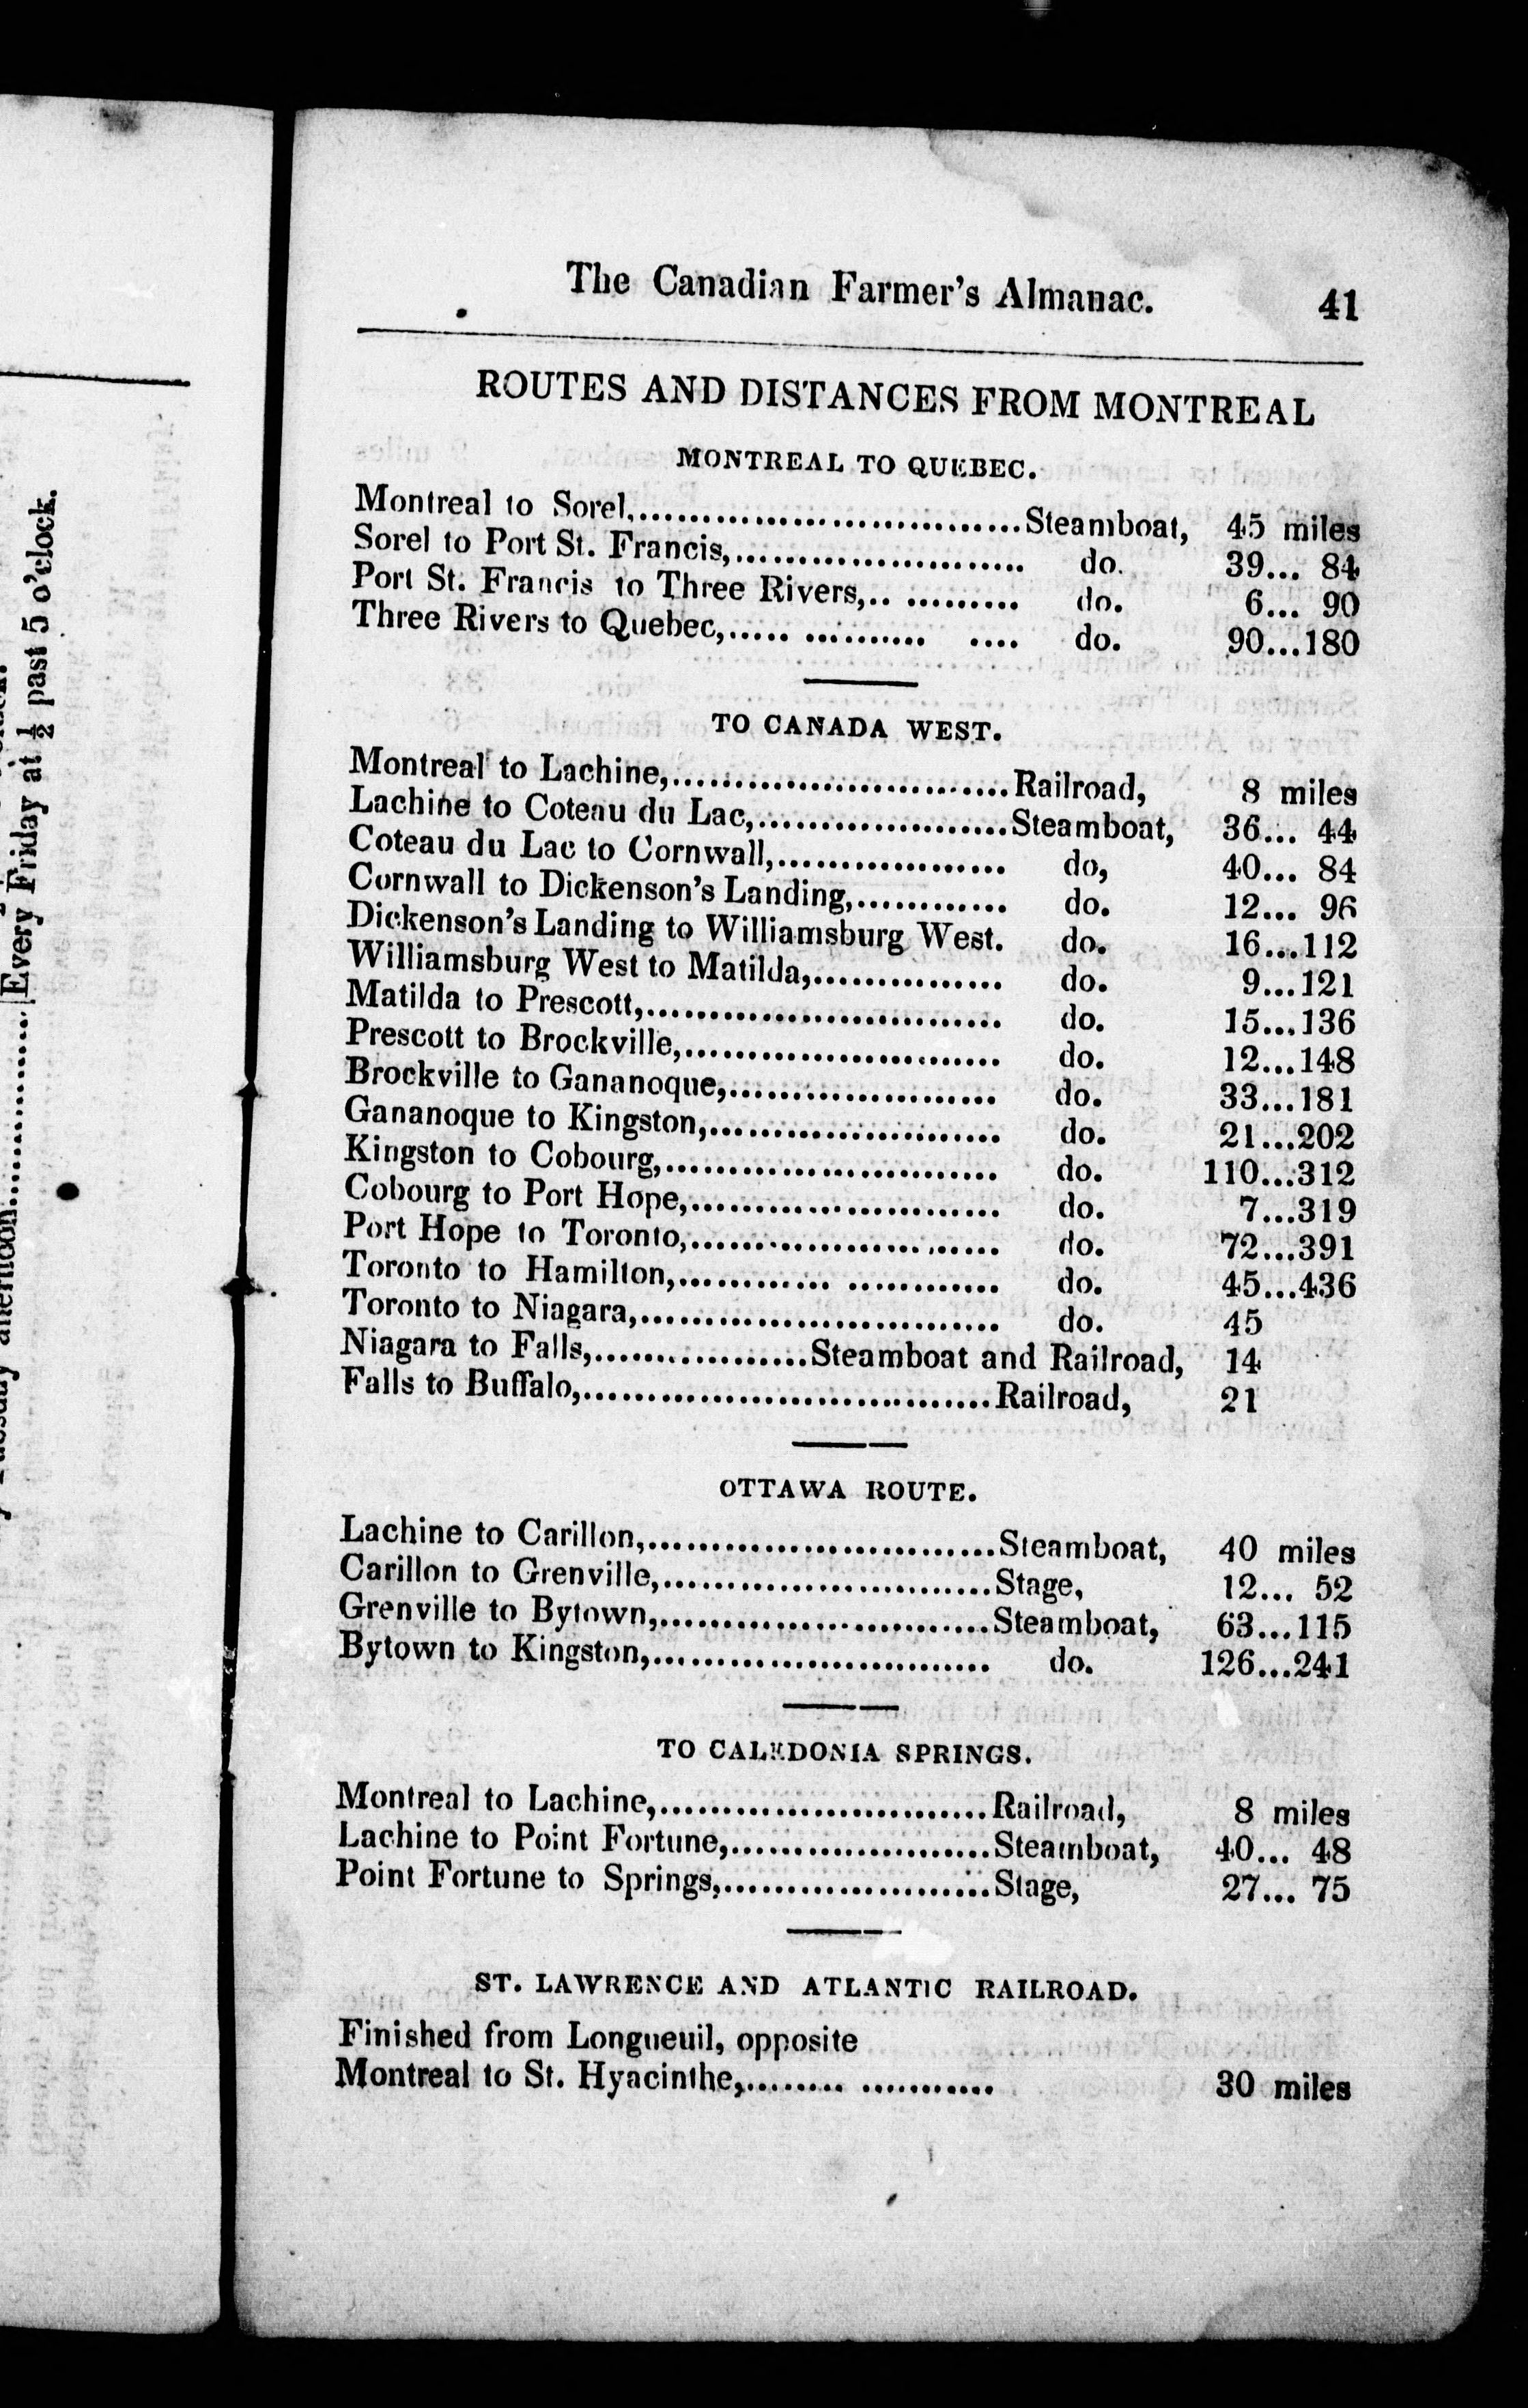 Every Friday at ½ past 5 o'clock.
The Canadian Farmer's Almanac. 41
ROUTES AND DISTANCES FROM MONTREAL
MONTREAL TO QUEBEC.
Montreal to Sorel,..............................Steamboat, 45 miles
Sorel to Port St. Francis,....................... do. 39... 84
Port St. Francis to Three Rivers,.. ......... do. 6... 90
Three Rivers to Quebec,..... .......... .... do. 90...180
TO CANADA WEST.
Montreal to Lachine,...........................Railroad, 8 miles
Lachine to Coteau du Lac,....................Steamboat, 36... 44
Coteau du Lac to Cornwall,.................. do, 40... 84
Cornwall to Dickenson's Landing,............ do. 12... 96
Dickenson's Landing to Williamsburg West. do. 16...112
Williamsburg West to Matilda,............... do. 9...121
Matilda to Prescott,............................ do. 15...136
Prescott to Brockville,......................... do. 12...148
Brockville to Gananoque,..................... do. 33...181
Gananoque to Kingston,....................... do. 21...202
Kingston to Cobourg,.......................... do. 110...312
Cobourg to Port Hope,........................ do. 7...319
Port Hope to Toronto,........................ do. 72...391
Toronto to Hamilton,............ ............ do. 45...436
Toronto to Niagara,............................ do. 45
Niagara to Falls,.................Steamboat and Railroad, 14
Falls to Buffalo,................................Railroad, 21
OTTAWA ROUTE.
Lachine to Carillon,...........................Steamboat, 40 miles
Carillon to Grenville,..........................Stage, 12... 52
Grenville to Bytown,..........................Steamboat, 63...115
Bytown to Kingston,........................... do. 126...241
TO CALEDONIA SPRINGS.
Montreal to Lachine,..........................Railroad, 8 miles
Lachine to Point Fortune,....................Steamboat, 40... 48
Point Fortune to Springs,.....................Stage, 27... 75
ST. LAWRENCE AND ATLANTIC RAILROAD.
Finished from Longueuil, opposite
Montreal to St. Hyacinthe,........ ........... 30 miles